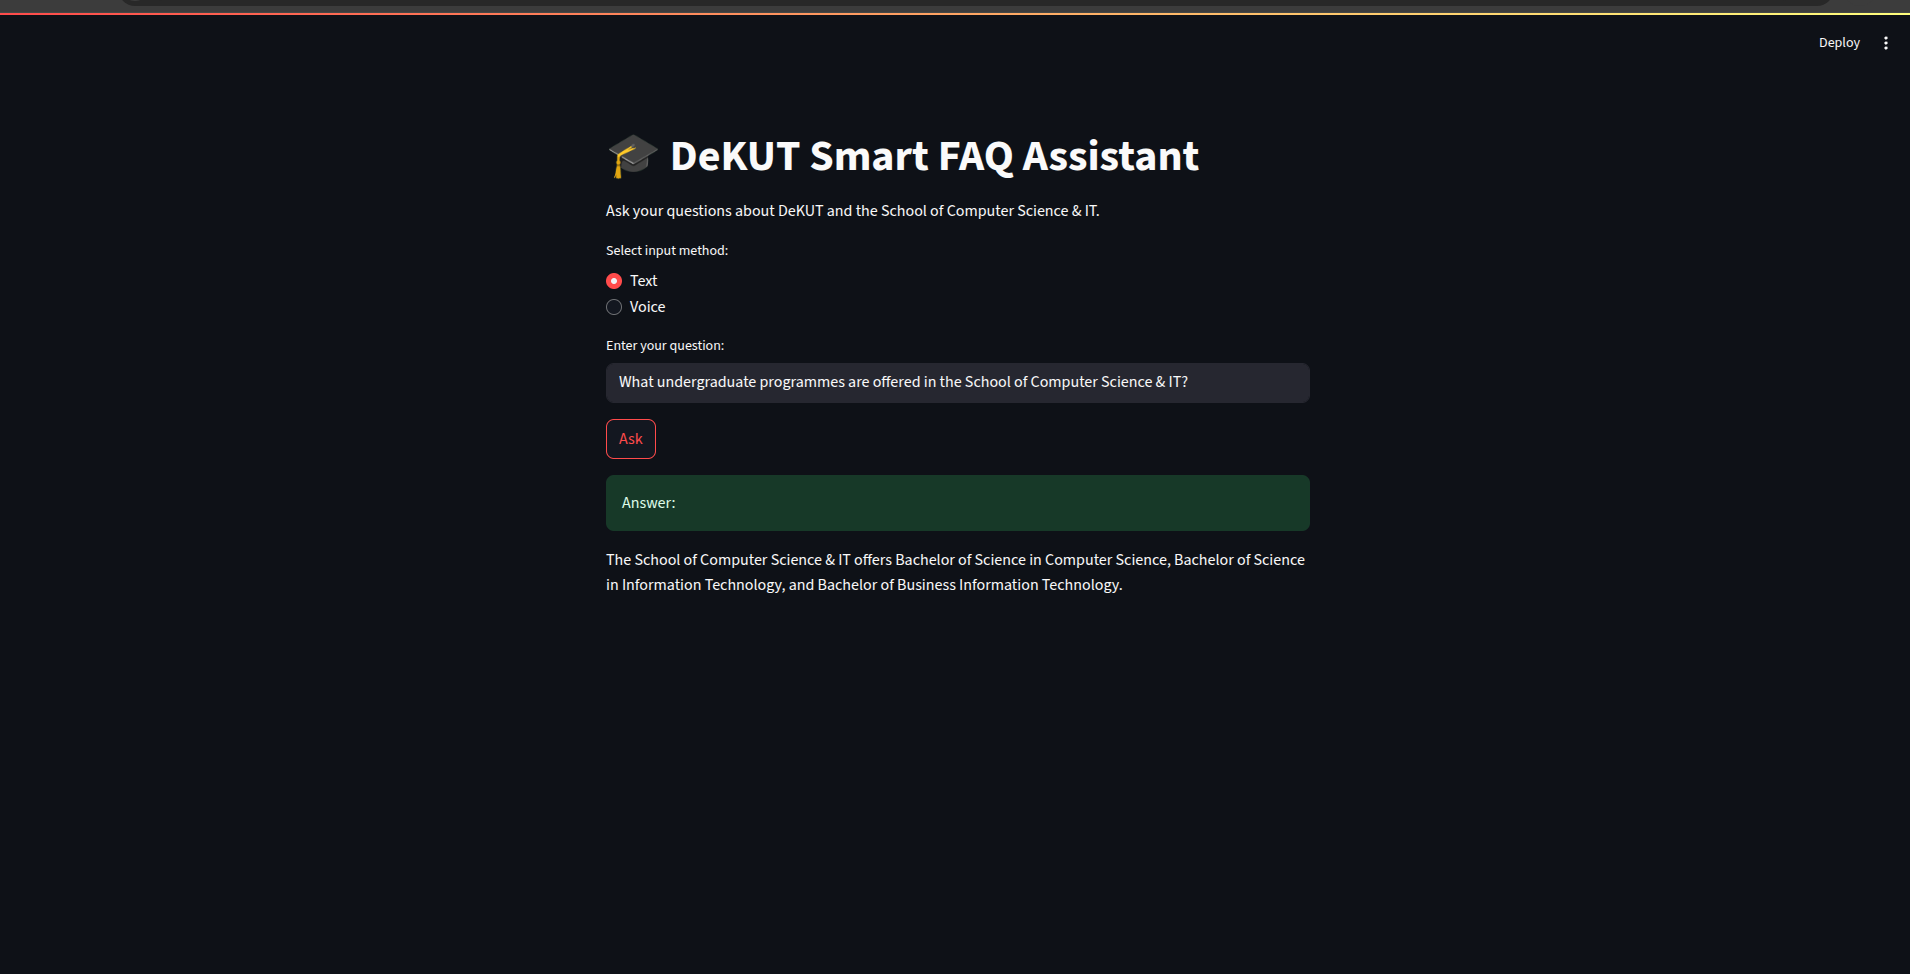 Deploy
DeKUT Smart FAQ Assistant
Ask your questions about DeKUT and the School of Computer Science & IT.
Select input method:
Text
Voice
Enter your question:
What undergraduate programmes are offered in the School of Computer Science & IT?
Ask
Answer:
The School of Computer Science & IT offers Bachelor of Science in Computer Science, Bachelor of Science
in Information Technology, and Bachelor of Business Information Technology.